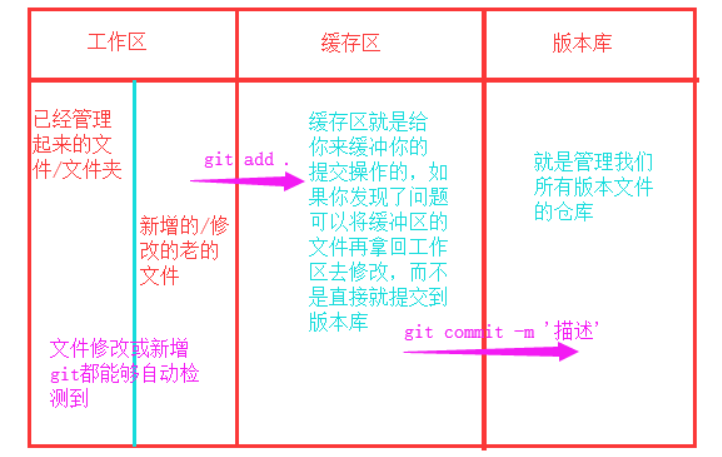 工作区
缓存区
版本库
已经管理
起来的文
件/文件夹
新增的/修
改的老的
文件
文件修改或新增
git都能够自动检
测到
git add .
缓存区就是给
你来缓冲你的
提交操作的，如
果你发现了问题
可以将缓冲区的
文件再拿回工作
区去修改，而不
是直接就提交到
版本库
git commit -m '描述'
就是管理我们
所有版本文件
的仓库